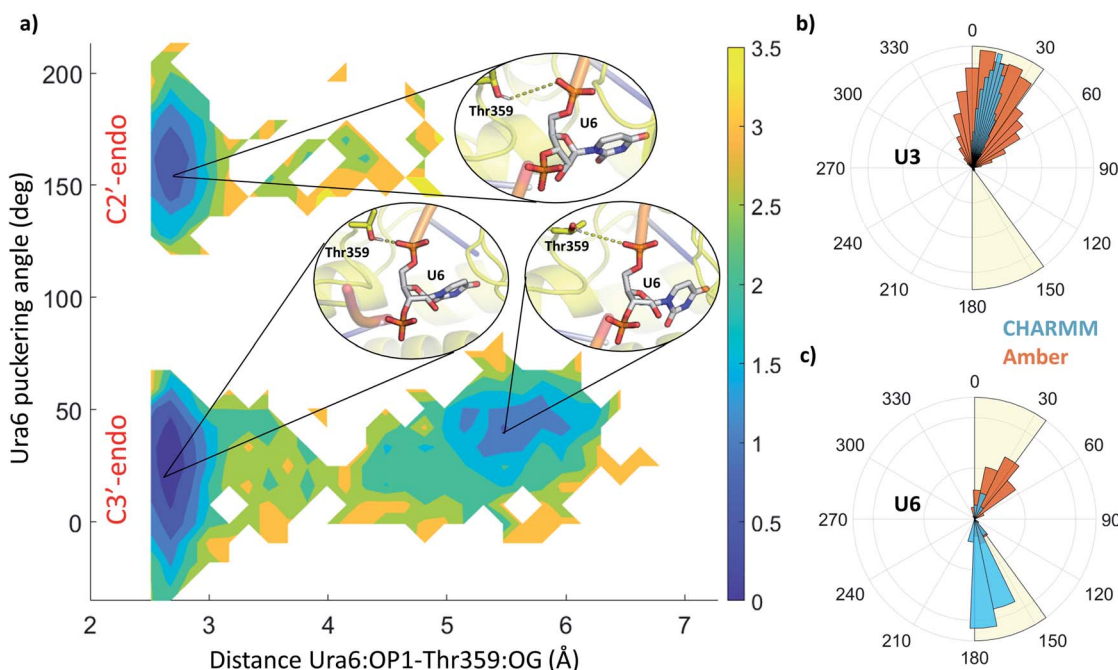 a)
Ura6 puckering angle (deg)
C2'-endo
C3'-endo
200
150
100
50
0
2 3 4 5 6 7
Distance Ura6:OP1-Thr359:OG (Å)
Thr359
U6
Thr359
U6
Thr359
U6
3.5
3
2.5
2
1.5
1
0.5
0
b)
0
30
60
90
120
150
180
210
240
270
300
330
U3
CHARMM
Amber
c)
0
30
60
90
120
150
180
210
240
270
300
330
U6